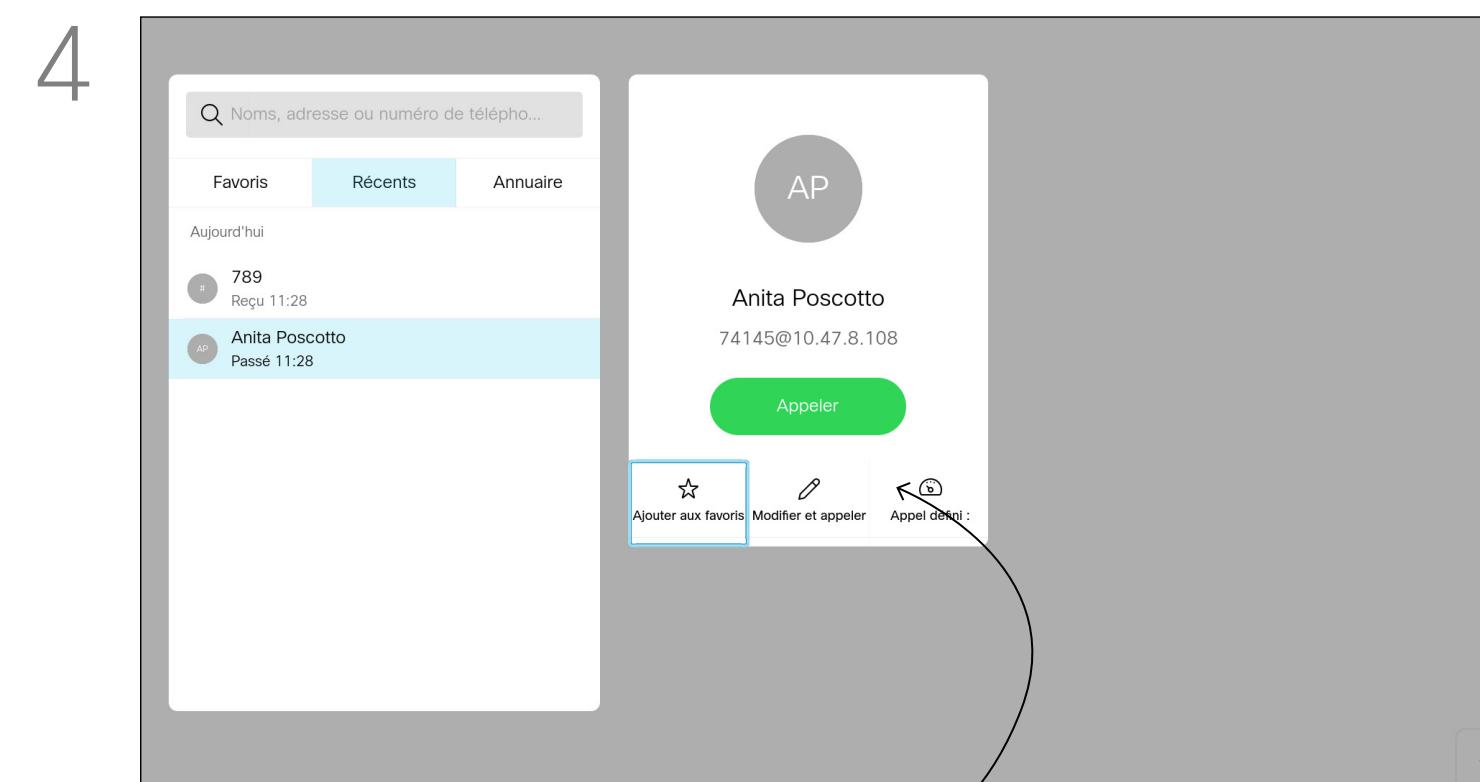 4
Noms, adresse ou numéro de télépho...
Favoris Récents Annuaire
Aujourd'hui
#
789
Reçu 11:28
AP
Anita Poscotto
Passé 11:28
AP
Anita Poscotto
74145@10.47.8.108
Appeler
Ajouter aux favoris Modifier et appeler Appel défini :